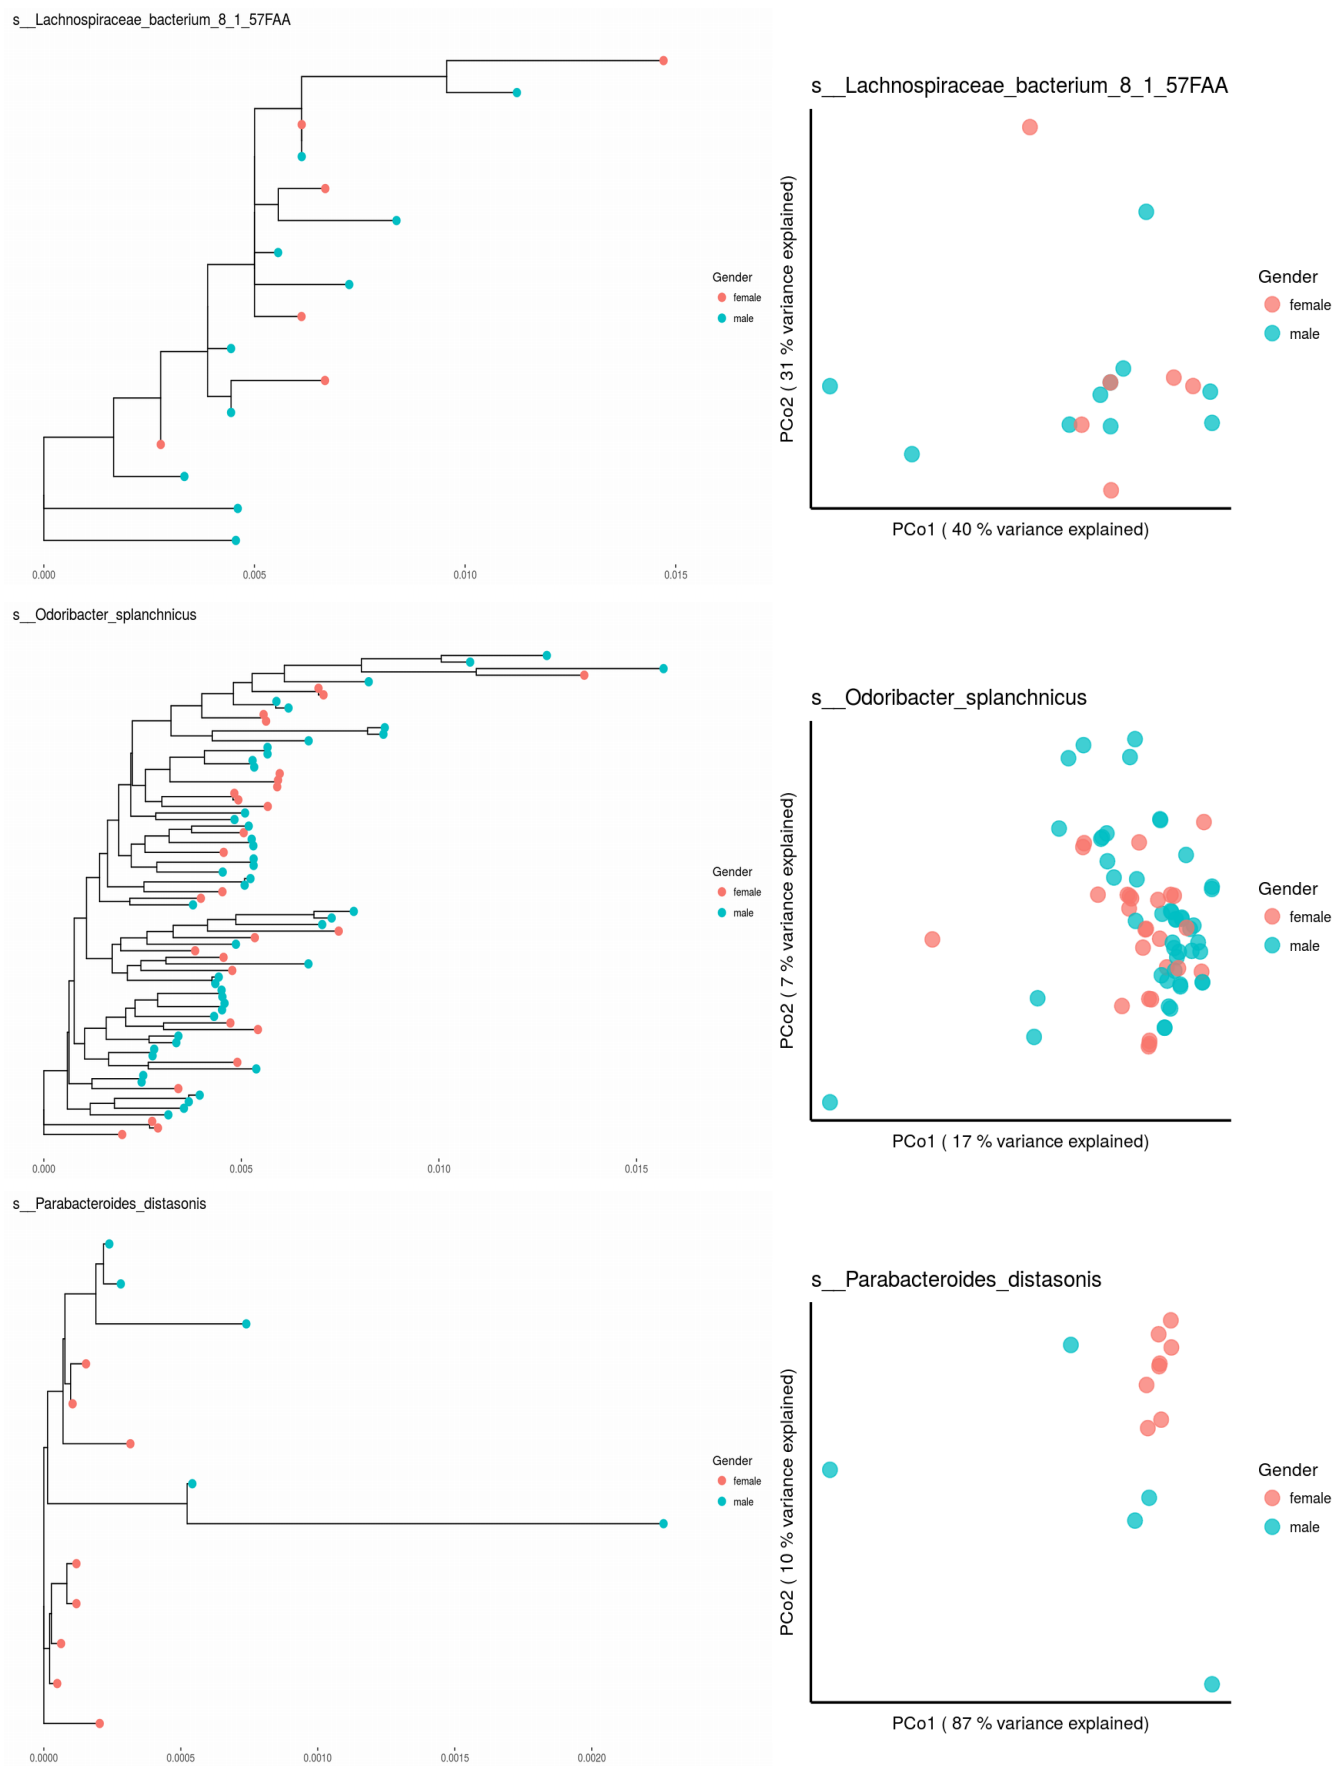 s__Lachnospiraceae_bacterium_8_1_57FAA
Gender
female
male
0.000 0.005 0.010 0.015
s__Lachnospiraceae_bacterium_8_1_57FAA
PCo2 ( 31 % variance explained)
PCo1 ( 40 % variance explained)
Gender
female
male
s__Odoribacter_splanchnicus
Gender
female
male
0.000 0.005 0.010 0.015
s__Odoribacter_splanchnicus
PCo2 ( 7 % variance explained)
PCo1 ( 17 % variance explained)
Gender
female
male
s__Parabacteroides_distasonis
Gender
female
male
0.0000 0.0005 0.0010 0.0015 0.0020
s__Parabacteroides_distasonis
PCo2 ( 10 % variance explained)
PCo1 ( 87 % variance explained)
Gender
female
male